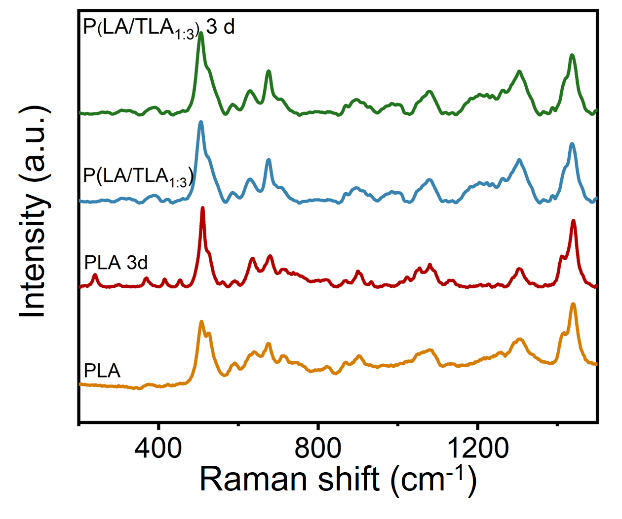 P(LA/TLA1:3) 3 d
P(LA/TLA1:3)
PLA 3d
PLA
Intensity (a.u.)
400 800 1200
Raman shift (cm-1)